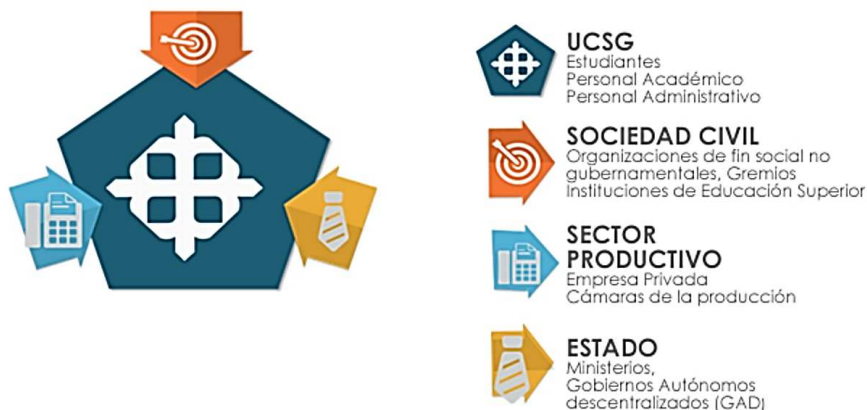 UCSG
Estudiantes
Personal Académico
Personal Administrativo
SOCIEDAD CIVIL
Organizaciones de fin social no
gubernamentales, Gremios
Instituciones de Educación Superior
SECTOR
PRODUCTIVO
Empresa Privada
Cámaras de la producción
ESTADO
Ministerios,
Gobiernos Autónomos
descentralizados (GAD)